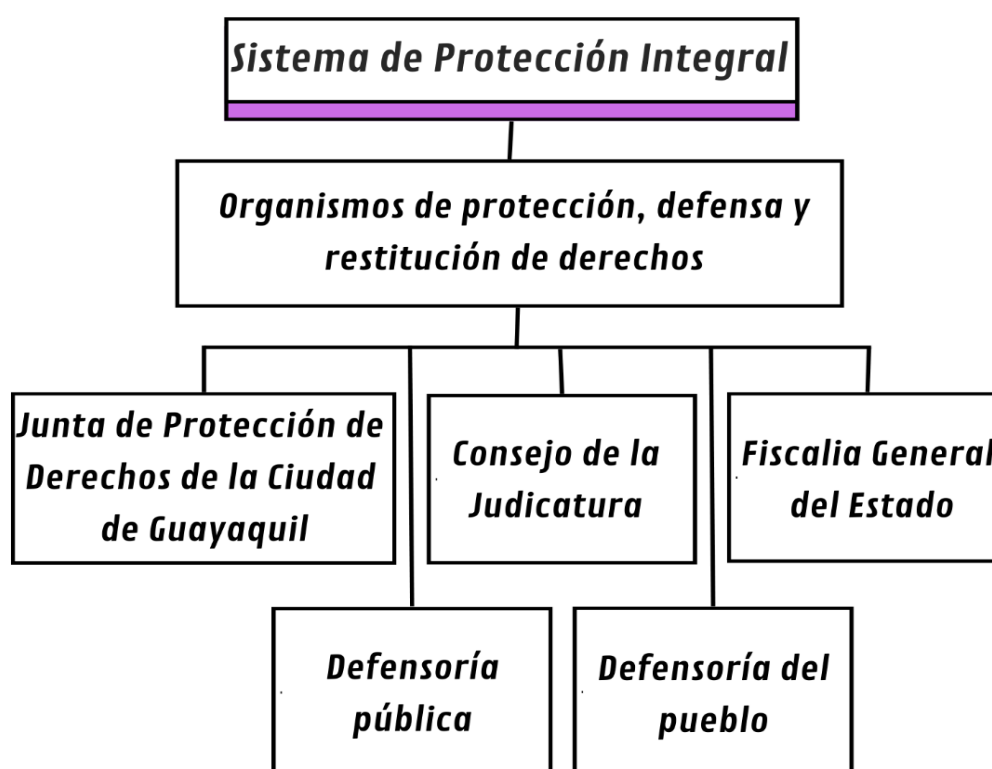 Sistema de Protección Integral
Organismos de protección, defensa y
restitución de derechos
Junta de Protección de
Derechos de la Ciudad
de Guayaquil
Consejo de la
Judicatura
Fiscalia General
del Estado
Defensoría
pública
Defensoría del
pueblo